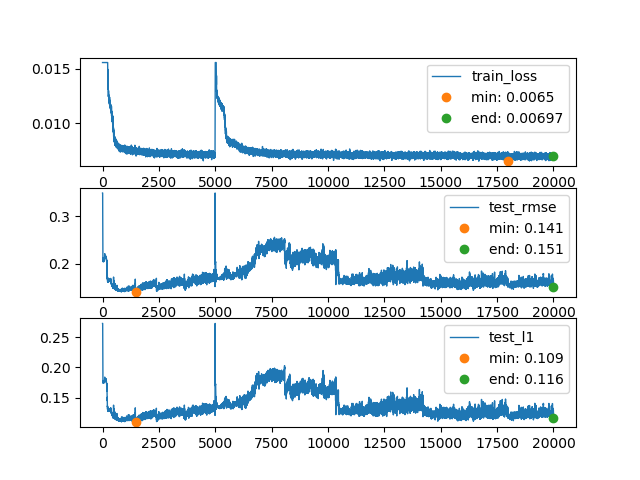 0.015
0.010
train_loss
min: 0.0065
end: 0.00697
0 2500 5000 7500 10000 12500 15000 17500 20000
0.3
0.2
test_rmse
min: 0.141
end: 0.151
0 2500 5000 7500 10000 12500 15000 17500 20000
0.25
0.20
0.15
test_l1
min: 0.109
end: 0.116
0 2500 5000 7500 10000 12500 15000 17500 20000